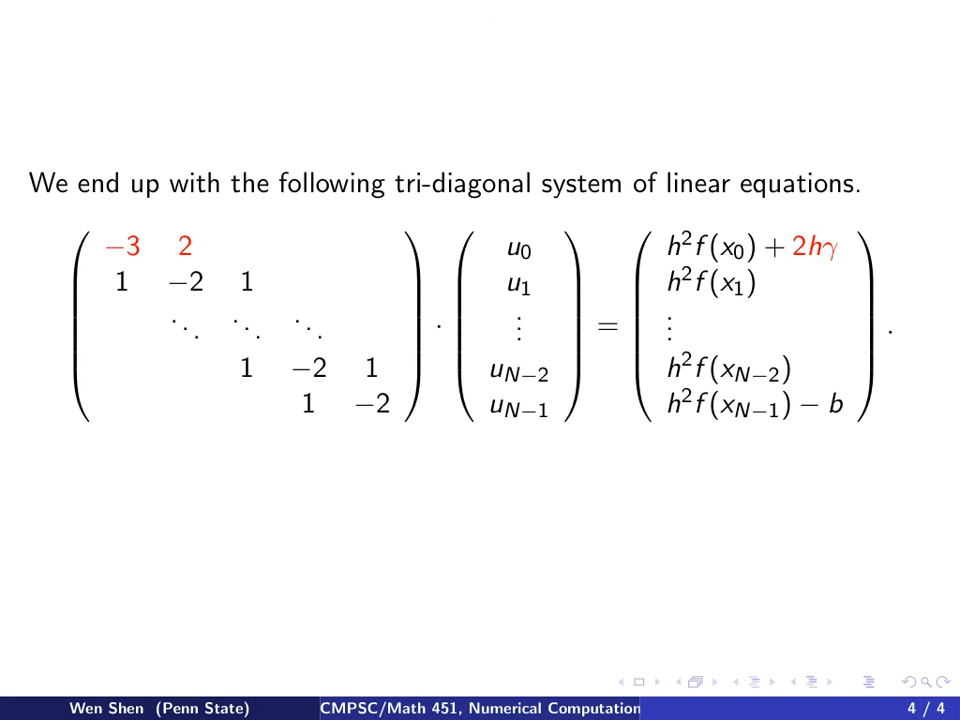 We end up with the following tri-diagonal system of linear equations.
−3 2 u₀ h²f(x₀) + 2hγ
1 −2 1 u₁ h²f(x₁)
⋱ ⋱ ⋱ · ⋮ = ⋮ .
1 −2 1 u_{N−2} h²f(x_{N−2})
1 −2 u_{N−1} h²f(x_{N−1}) − b
Wen Shen (Penn State) CMPSC/Math 451, Numerical Computation 4 / 4